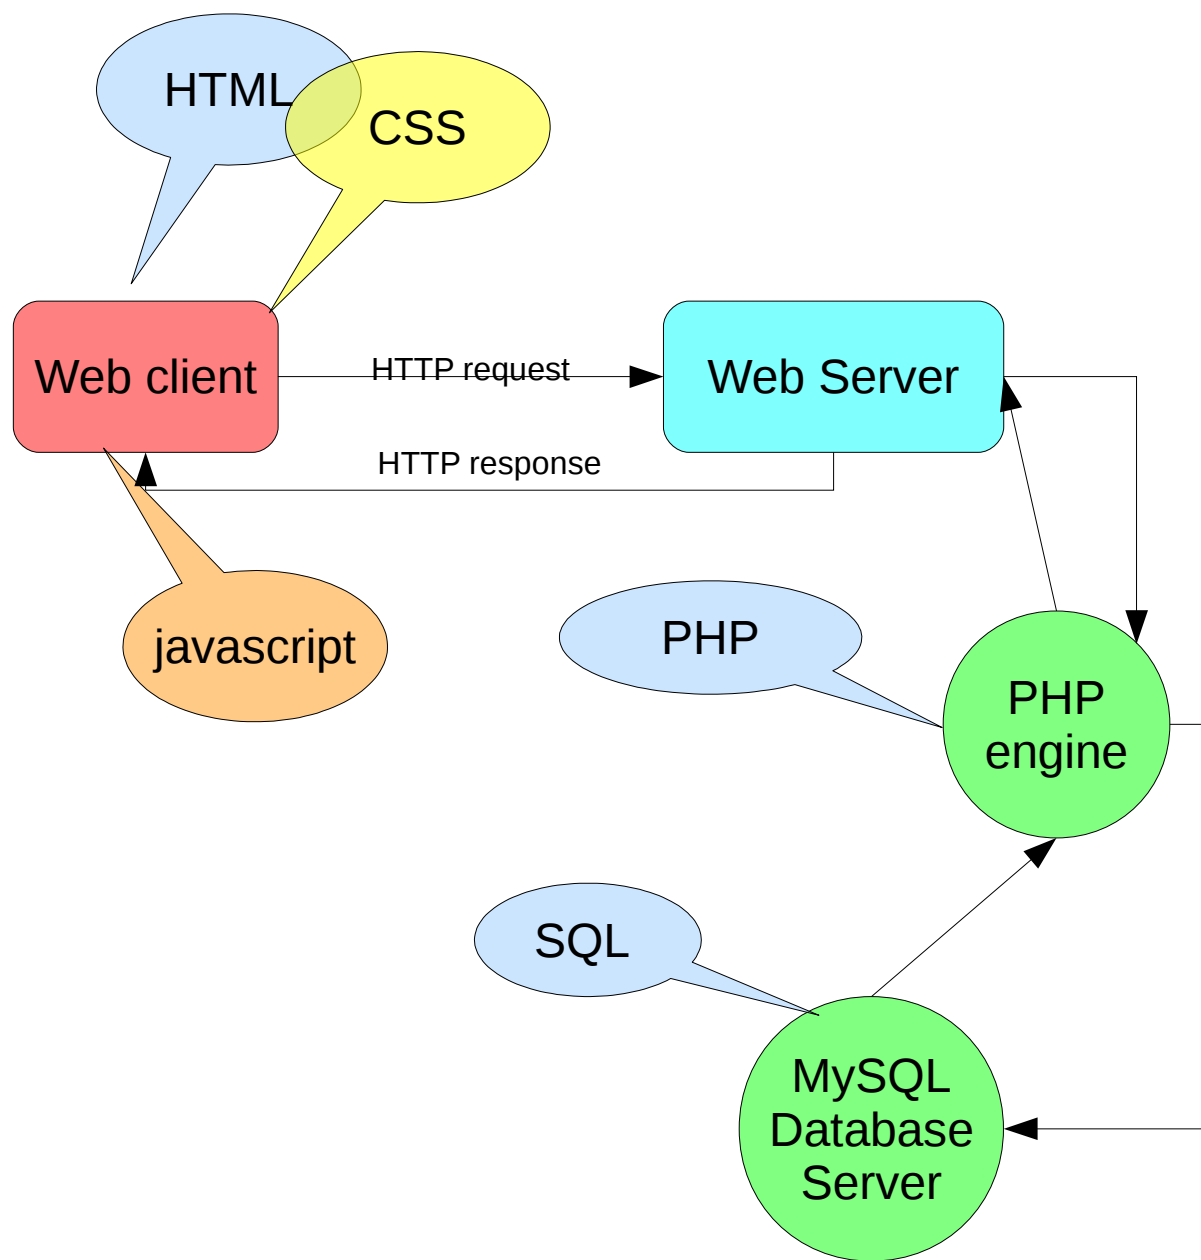 HTML
CSS
Web client
HTTP request
Web Server
HTTP response
javascript
PHP
PHP
engine
SQL
MySQL
Database
Server